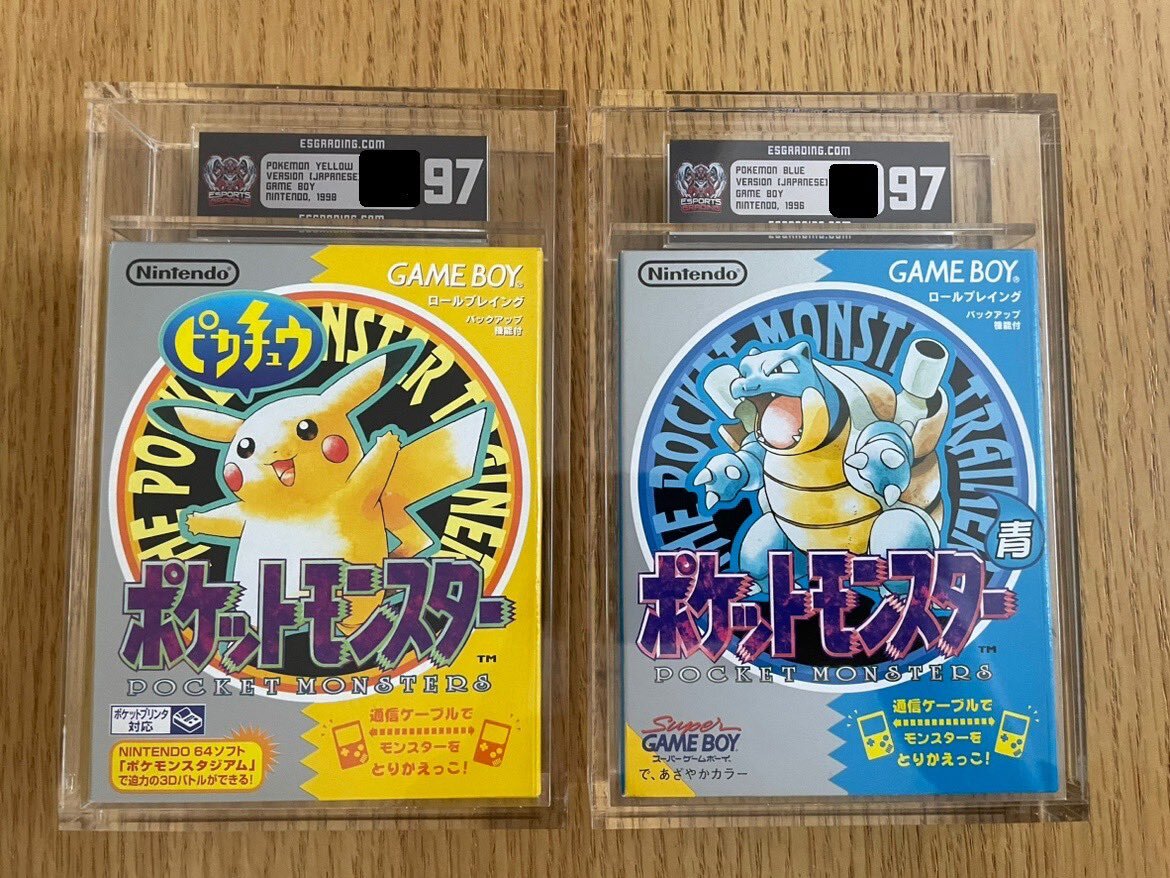 ESGRADING.COM
ESPORTS
GRADING
POKEMON YELLOW
VERSION [JAPANESE]
GAME BOY
NINTENDO, 1998
97
ESGRADING.COM
Nintendo
GAME BOY
ロールプレイング
バックアップ
機能付
ピカチュウ
THE POCKET MONSTER TRAINER
ポケットモンスター
TM
POCKET MONSTERS
ポケットプリンタ
対応
NINTENDO 64ソフト
「ポケモンスタジアム」
で迫力の3Dバトルができる!
通信ケーブルで
モンスターを
とりかえっこ!
ESGRADING.COM
ESPORTS
GRADING
POKEMON BLUE
VERSION [JAPANESE]
GAME BOY
NINTENDO, 1996
97
ESGRADING.COM
Nintendo
GAME BOY
ロールプレイング
バックアップ
機能付
THE POCKET MONSTER TRAINER
青
ポケットモンスター
TM
POCKET MONSTERS
Super
GAME BOY
スーパーゲームボーイ
で、あざやかカラー
通信ケーブルで
モンスターを
とりかえっこ!